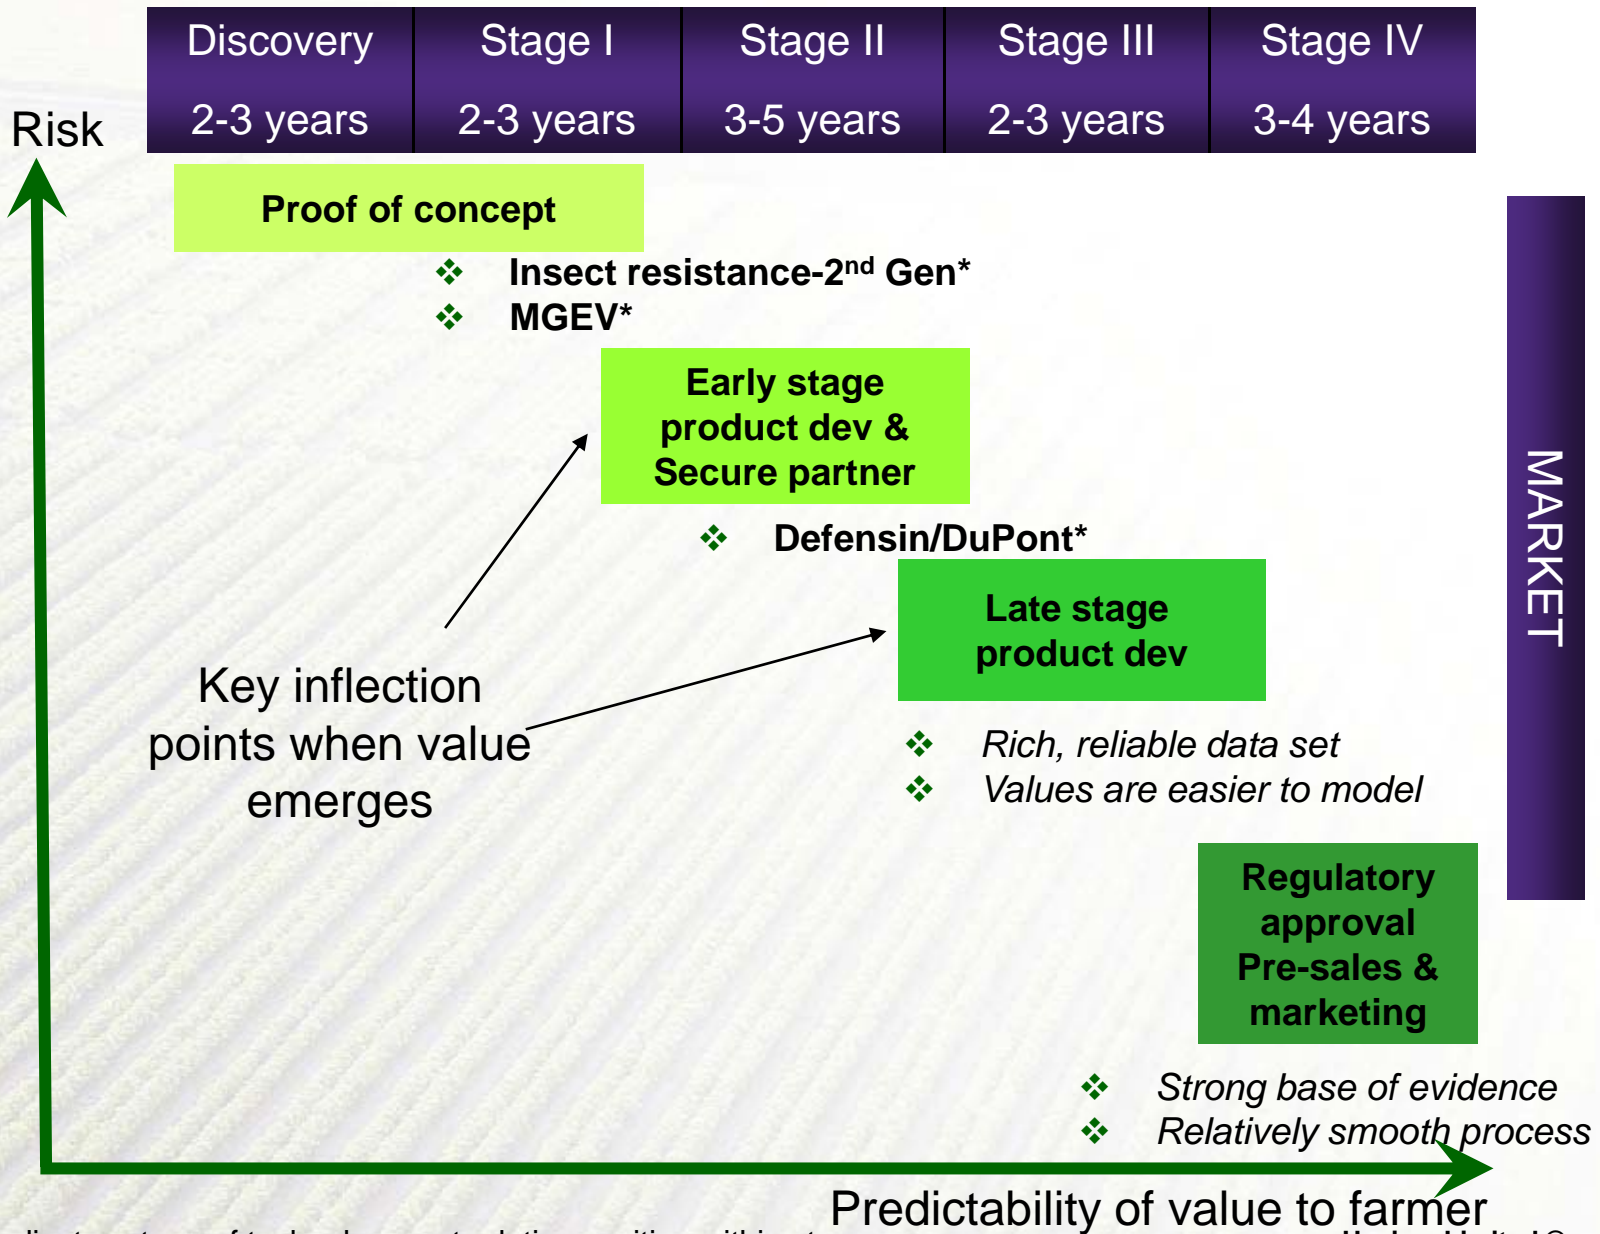 Discovery
2-3 years
Stage I
2-3 years
Stage II
3-5 years
Stage III
2-3 years
Stage IV
3-4 years
Risk
Proof of concept
❖ Insect resistance-2nd Gen*
❖ MGEV*
Early stage
product dev &
Secure partner
❖ Defensin/DuPont*
Late stage
product dev
MARKET
Key inflection
points when value
emerges
❖ Rich, reliable data set
❖ Values are easier to model
Regulatory
approval
Pre-sales &
marketing
❖ Strong base of evidence
❖ Relatively smooth process
Predictability of value to farmer